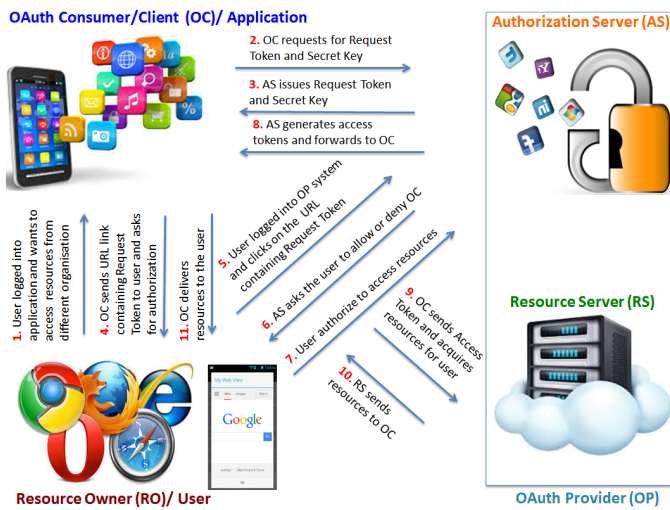 OAuth Consumer/Client (OC)/ Application
Authorization Server (AS)
2. OC requests for Request
Token and Secret Key
3. AS issues Request Token
and Secret Key
8. AS generates access
tokens and forwards to OC
1. User logged into
application and wants to
access resources from
different organisation
4. OC sends URL link
containing Request
Token to user and asks
for authorization
11. OC delivers
resources to the user
5. User logged into OP system
and clicks on the URL
containing Request Token
6. AS asks the user to allow or deny OC
7. User authorize to access resources
9. OC sends Access
Token and acquires
resources for user
10. RS sends
resources to OC
Resource Server (RS)
My Web View
Google
Resource Owner (RO)/ User
OAuth Provider (OP)